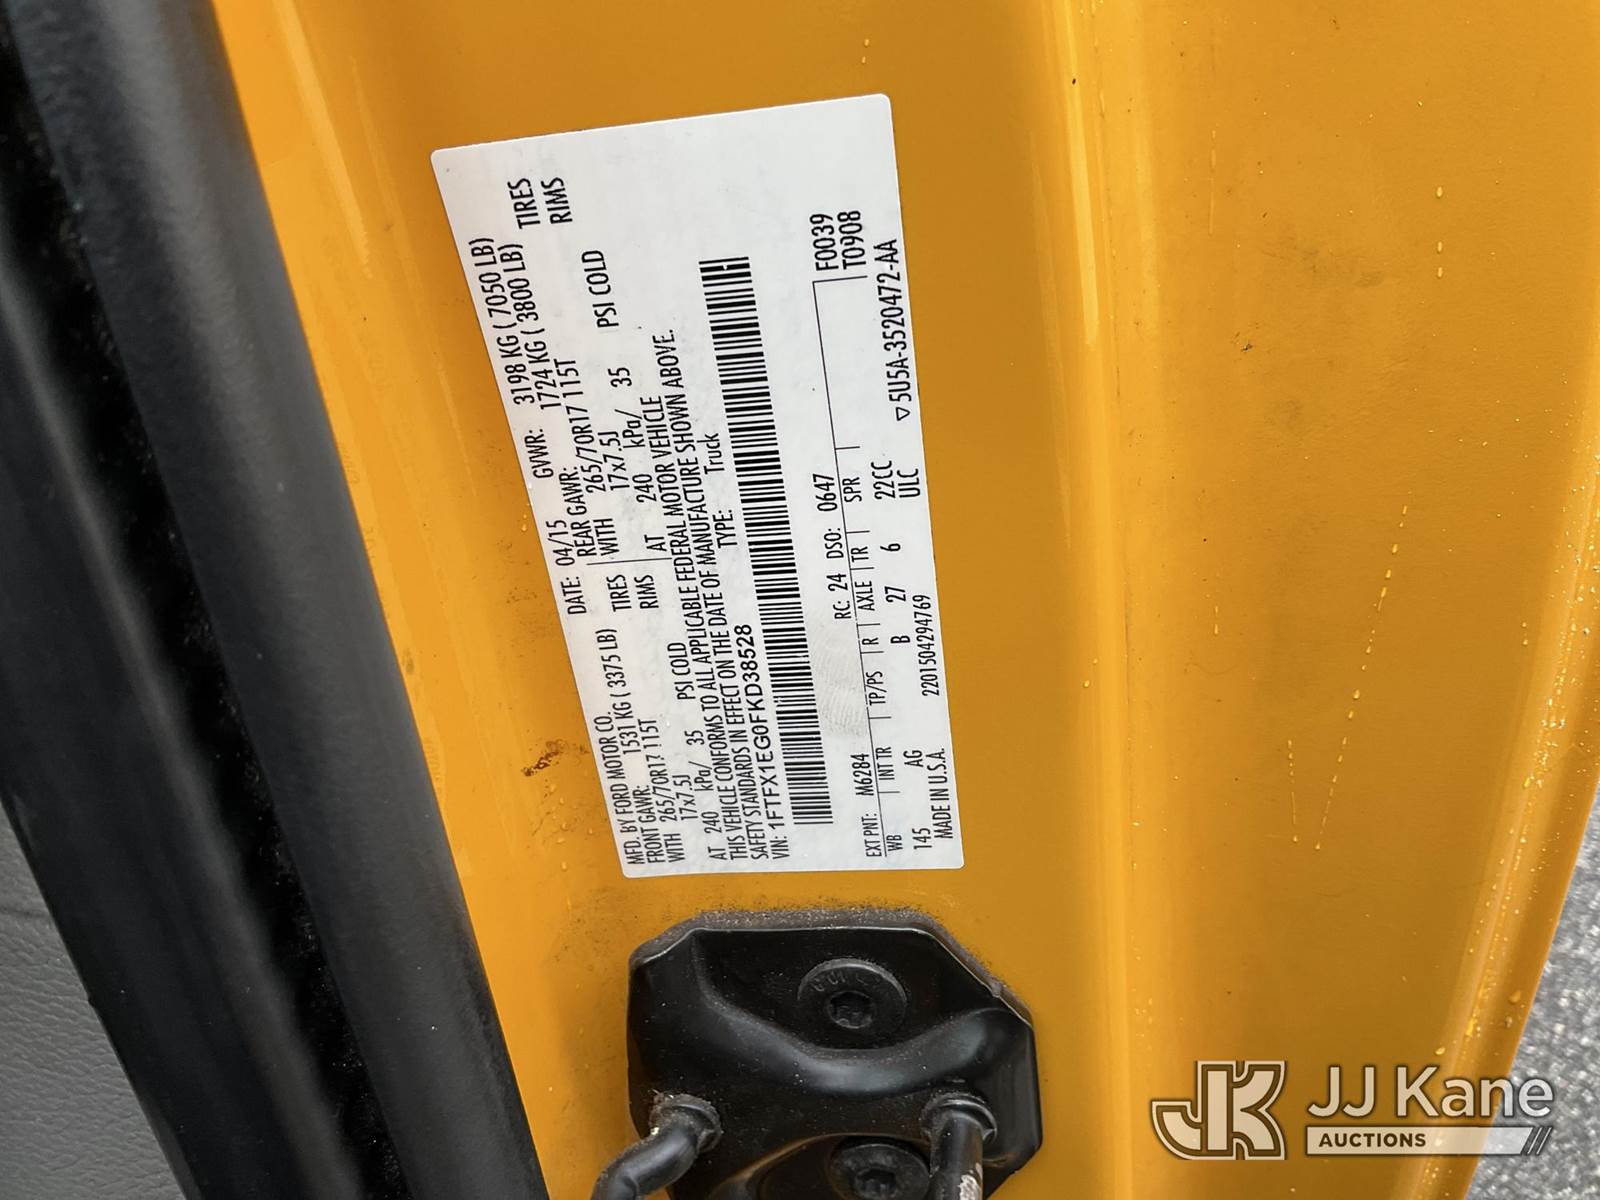 MFD. BY FORD MOTOR CO.
DATE: 04/15 GVWR: 3198 KG ( 7050 LB)
FRONT GAWR: 1531 KG ( 3375 LB) REAR GAWR: 1724 KG ( 3800 LB)
WITH 265/70R17 115T TIRES WITH 265/70R17 115T TIRES
17x7.5J RIMS 17x7.5J RIMS
AT 240 kPa/ 35 PSI COLD AT 240 kPa/ 35 PSI COLD
THIS VEHICLE CONFORMS TO ALL APPLICABLE FEDERAL MOTOR VEHICLE
SAFETY STANDARDS IN EFFECT ON THE DATE OF MANUFACTURE SHOWN ABOVE.
VIN: 1FTFX1EG0FKD38528 TYPE: Truck
F0039
T0908
EXT PNT: M6284 RC: 24 DSO: 0647
WB INT TR TP/PS R AXLE TR SPR
145 AG B 27 6 22CC
ULC
MADE IN U.S.A. 2201504294769 ▽5U5A-3520472-AA
JK JJ Kane
AUCTIONS